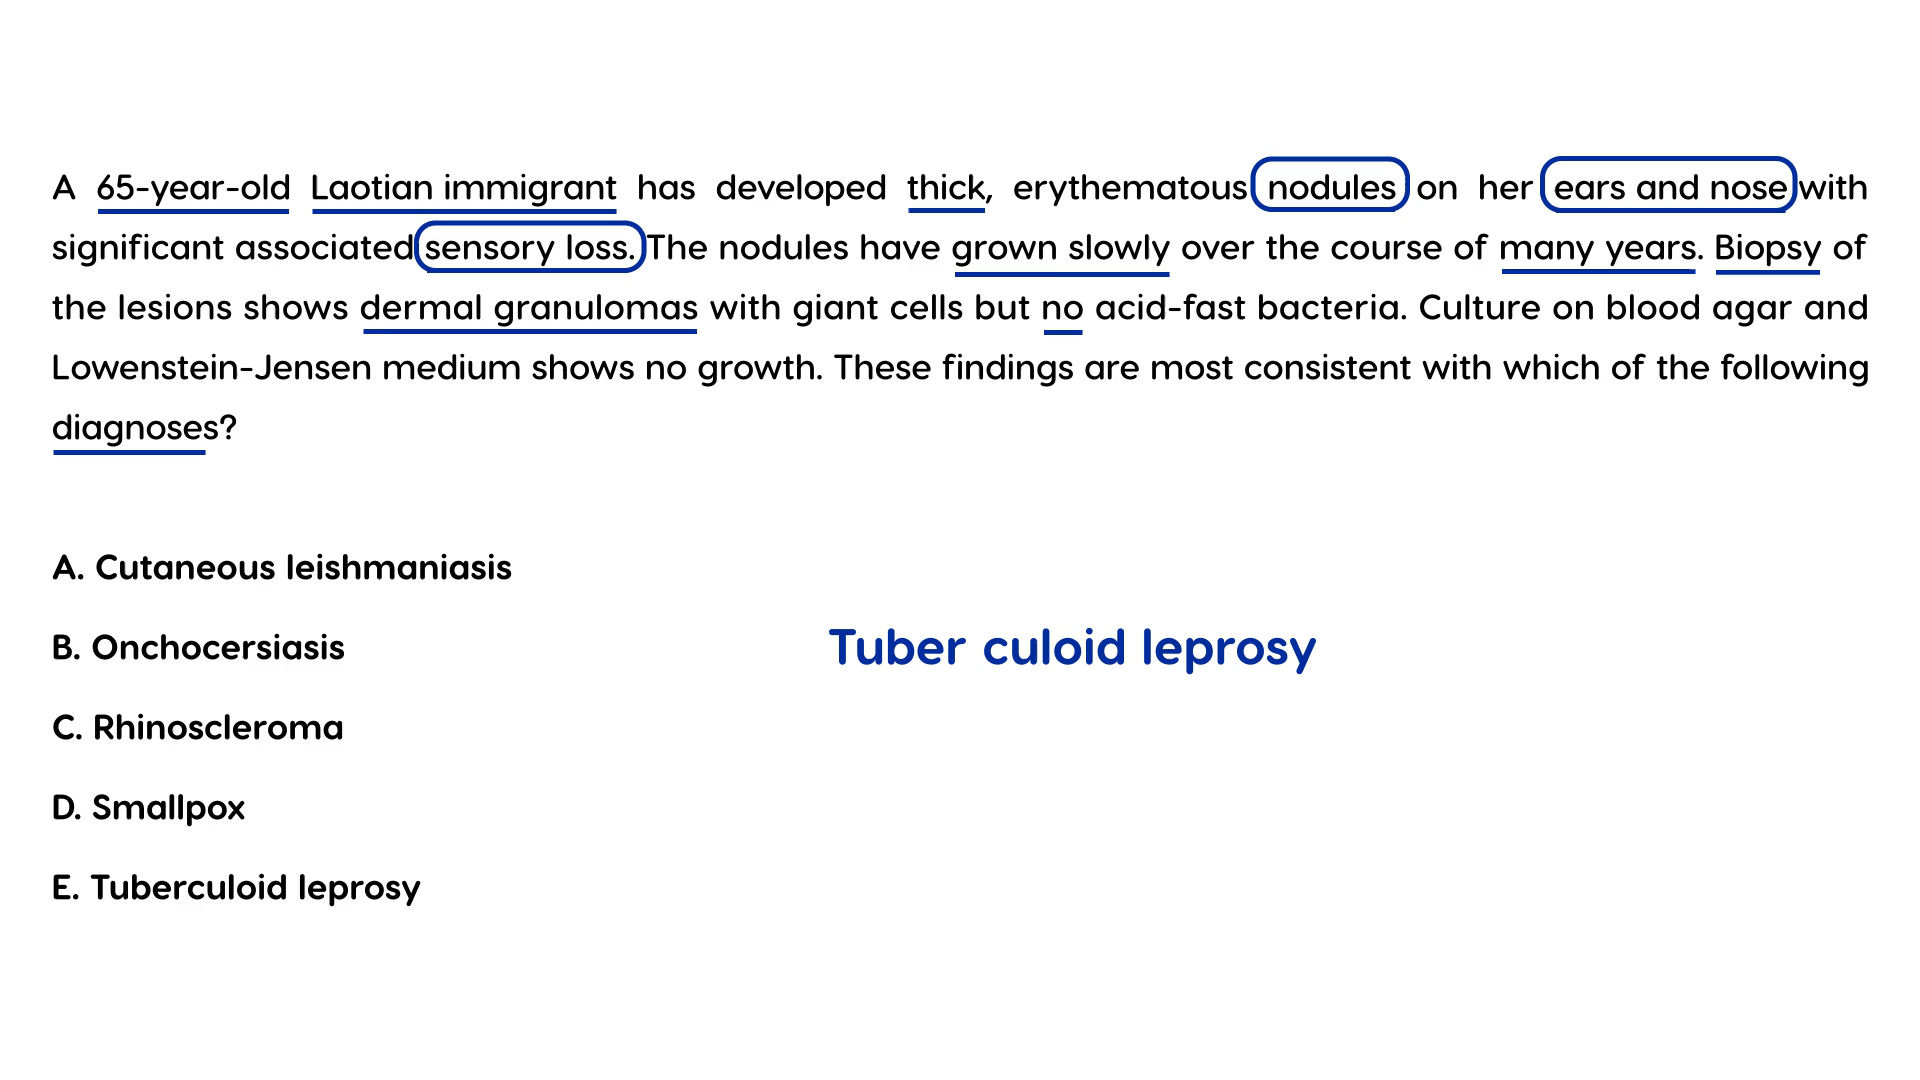 A 65-year-old Laotian immigrant has developed thick, erythematous nodules on her ears and nose with
significant associated sensory loss. The nodules have grown slowly over the course of many years. Biopsy of
the lesions shows dermal granulomas with giant cells but no acid-fast bacteria. Culture on blood agar and
Lowenstein-Jensen medium shows no growth. These findings are most consistent with which of the following
diagnoses?
A. Cutaneous leishmaniasis
B. Onchocersiasis
Tuber culoid leprosy
C. Rhinoscleroma
D. Smallpox
E. Tuberculoid leprosy